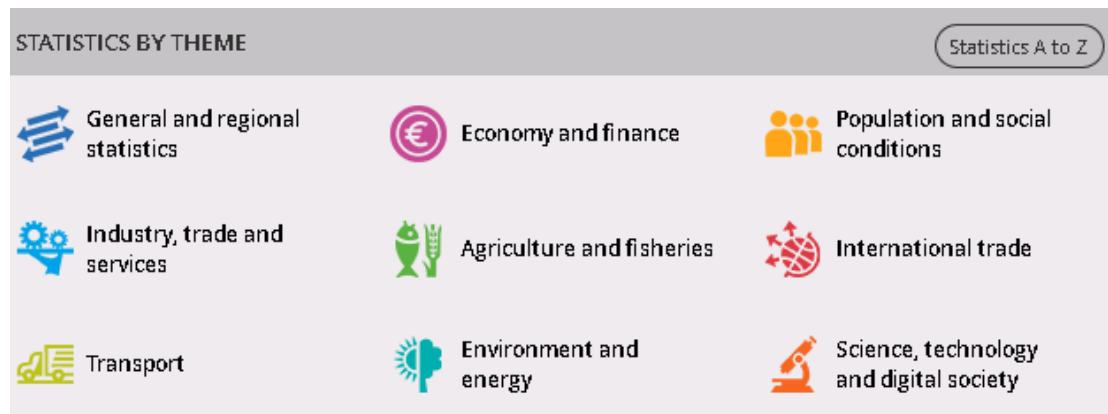 STATISTICS BY THEME
Statistics A to Z
General and regional
statistics
Economy and finance
Population and social
conditions
Industry, trade and
services
Agriculture and fisheries
International trade
Transport
Environment and
energy
Science, technology
and digital society